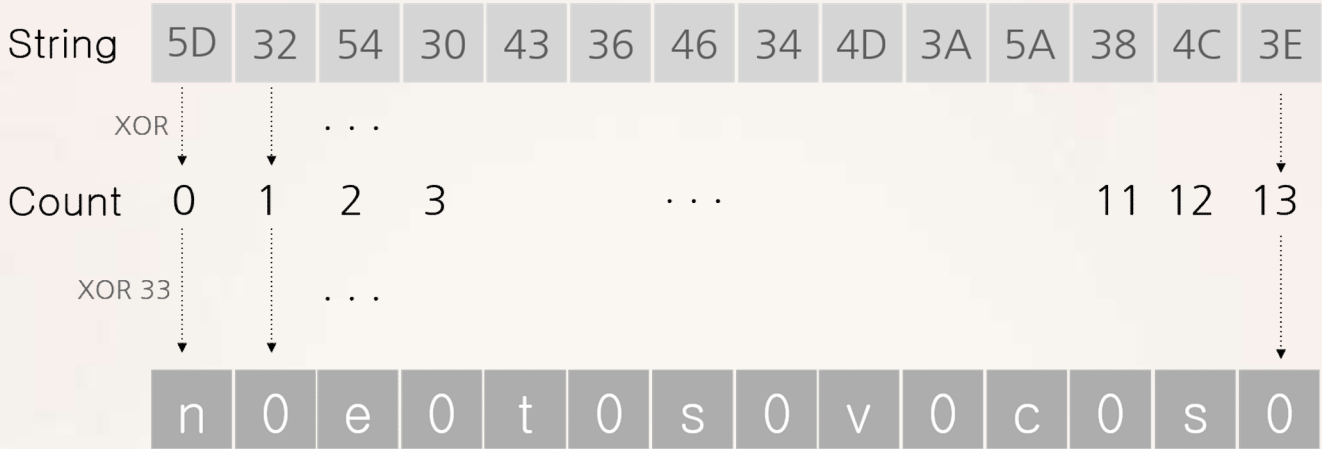 String 5D 32 54 30 43 36 46 34 4D 3A 5A 38 4C 3E
XOR . . .
Count 0 1 2 3 . . . 11 12 13
XOR 33 . . .
n 0 e 0 t 0 s 0 v 0 c 0 s 0